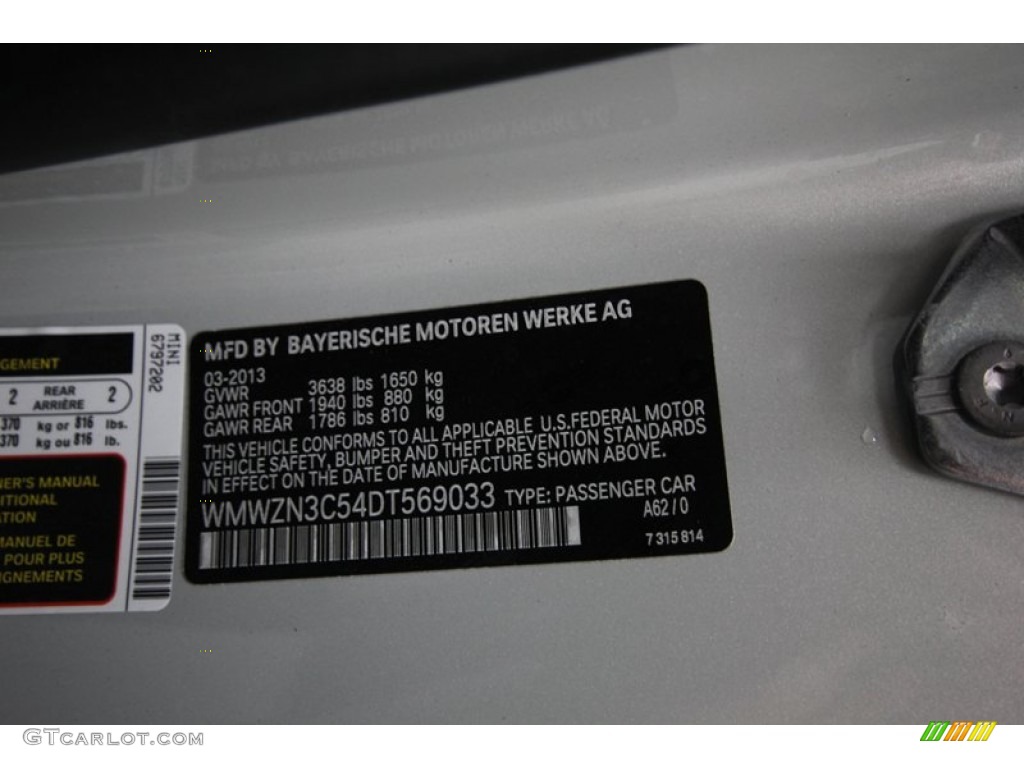 MFD BY BAYERISCHE MOTOREN WERKE AG
03-2013
GVWR 3638 lbs 1650 kg
GAWR FRONT 1940 lbs 880 kg
GAWR REAR 1786 lbs 810 kg
THIS VEHICLE CONFORMS TO ALL APPLICABLE U.S.FEDERAL MOTOR
VEHICLE SAFETY, BUMPER AND THEFT PREVENTION STANDARDS
IN EFFECT ON THE DATE OF MANUFACTURE SHOWN ABOVE.
WMWZN3C54DT569033 TYPE: PASSENGER CAR
A62/0
7 315 814
MINI
6797202
GEMENT
2 REAR 2
ARRIÈRE
370 kg or 816 lbs.
370 kg ou 816 lb.
NER'S MANUAL
DITIONAL
ATION
MANUEL DE
POUR PLUS
IGNEMENTS
GTCarlot.com